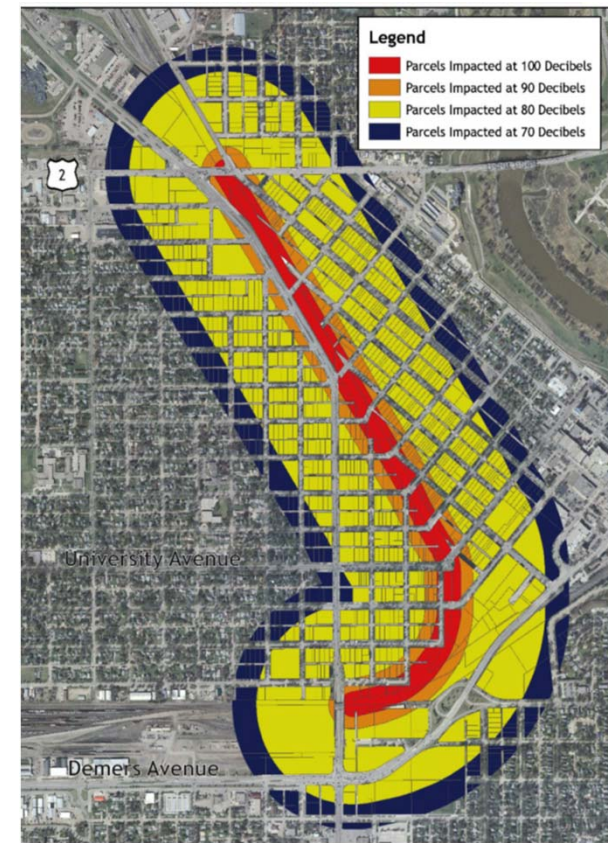 Legend
Parcels Impacted at 100 Decibels
Parcels Impacted at 90 Decibels
Parcels Impacted at 80 Decibels
Parcels Impacted at 70 Decibels
2
University Avenue
Demers Avenue